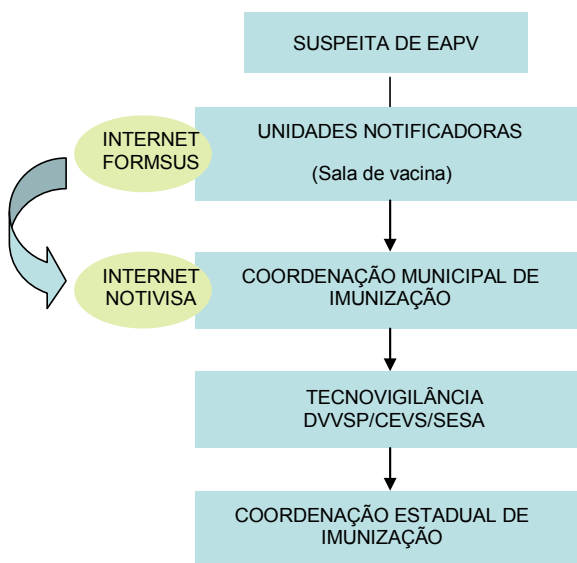 SUSPEITA DE EAPV
INTERNET
FORMSUS
UNIDADES NOTIFICADORAS
(Sala de vacina)
INTERNET
NOTIVISA
COORDENAÇÃO MUNICIPAL DE
IMUNIZAÇÃO
TECNOVIGILÂNCIA
DVVSP/CEVS/SESA
COORDENAÇÃO ESTADUAL DE
IMUNIZAÇÃO